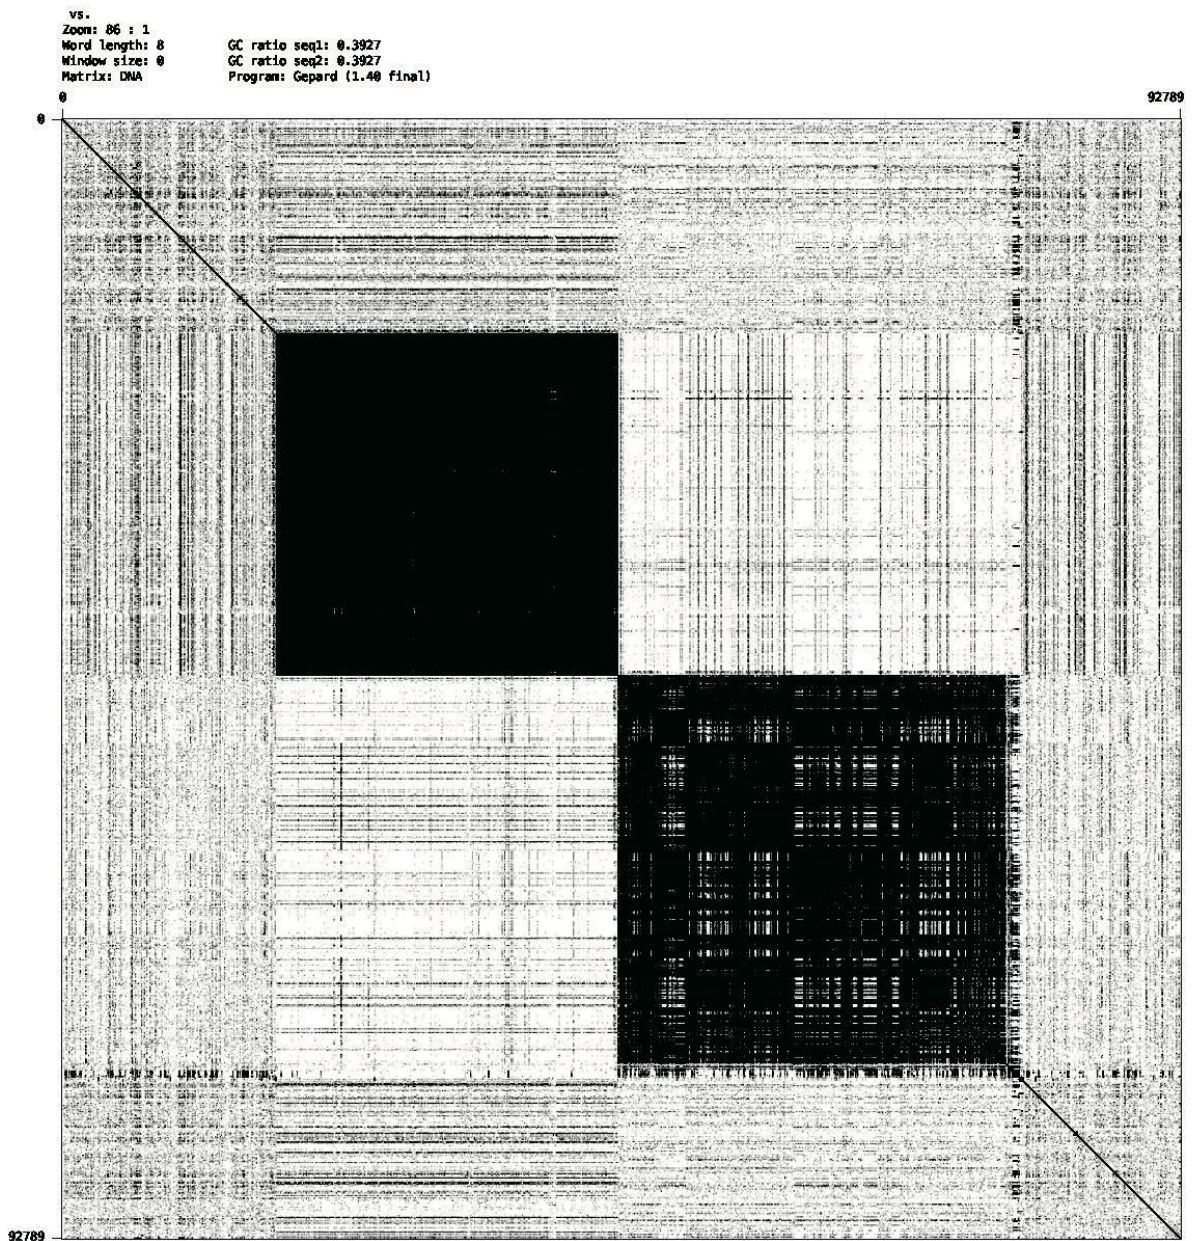 vs.
Zoom: 86 : 1
Word length: 8 GC ratio seq1: 0.3927
Window size: 0 GC ratio seq2: 0.3927
Matrix: DNA Program: Gepard (1.40 final)
0 92789
0
92789